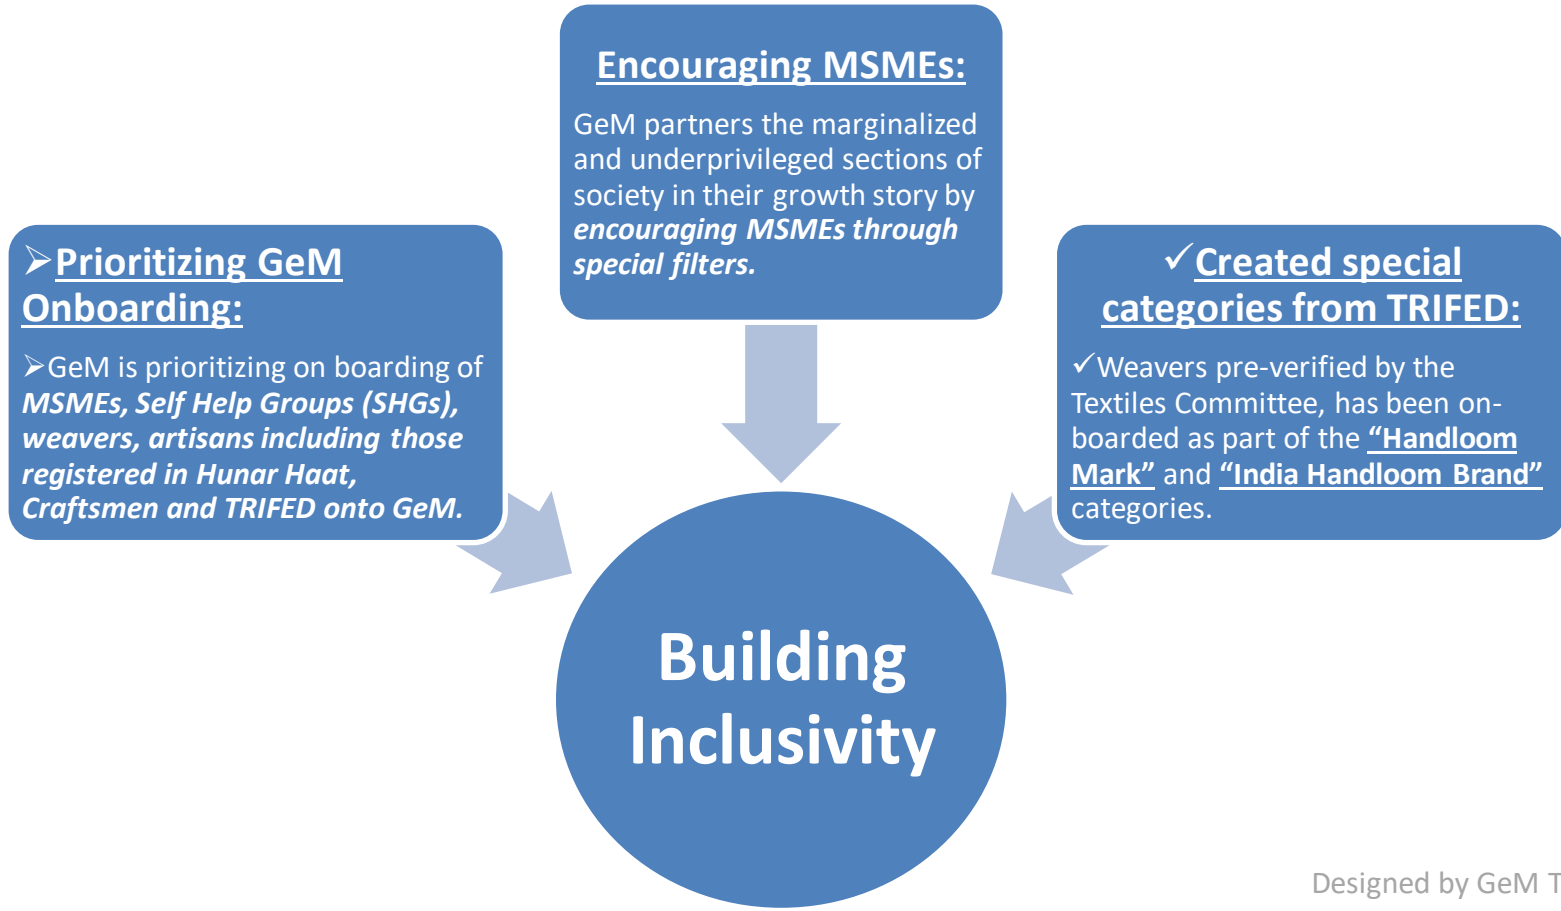 Encouraging MSMEs:
GeM partners the marginalized
and underprivileged sections of
society in their growth story by
encouraging MSMEs through
special filters.
➢Prioritizing GeM
Onboarding:
➢GeM is prioritizing on boarding of
MSMEs, Self Help Groups (SHGs),
weavers, artisans including those
registered in Hunar Haat,
Craftsmen and TRIFED onto GeM.
✓Created special
categories from TRIFED:
✓Weavers pre-verified by the
Textiles Committee, has been on-
boarded as part of the “Handloom
Mark” and “India Handloom Brand”
categories.
Building
Inclusivity
Designed by GeM T